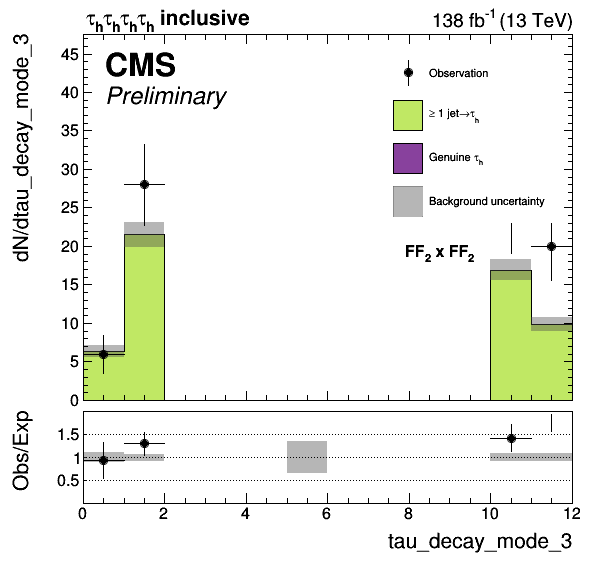 τhτhτhτh inclusive
138 fb-1 (13 TeV)
dN/dtau_decay_mode_3
CMS
Preliminary
Observation
≥ 1 jet→τh
Genuine τh
Background uncertainty
FF2 x FF2
45
40
35
30
25
20
15
10
5
0
Obs/Exp
1.5
1
0.5
0 2 4 6 8 10 12
tau_decay_mode_3